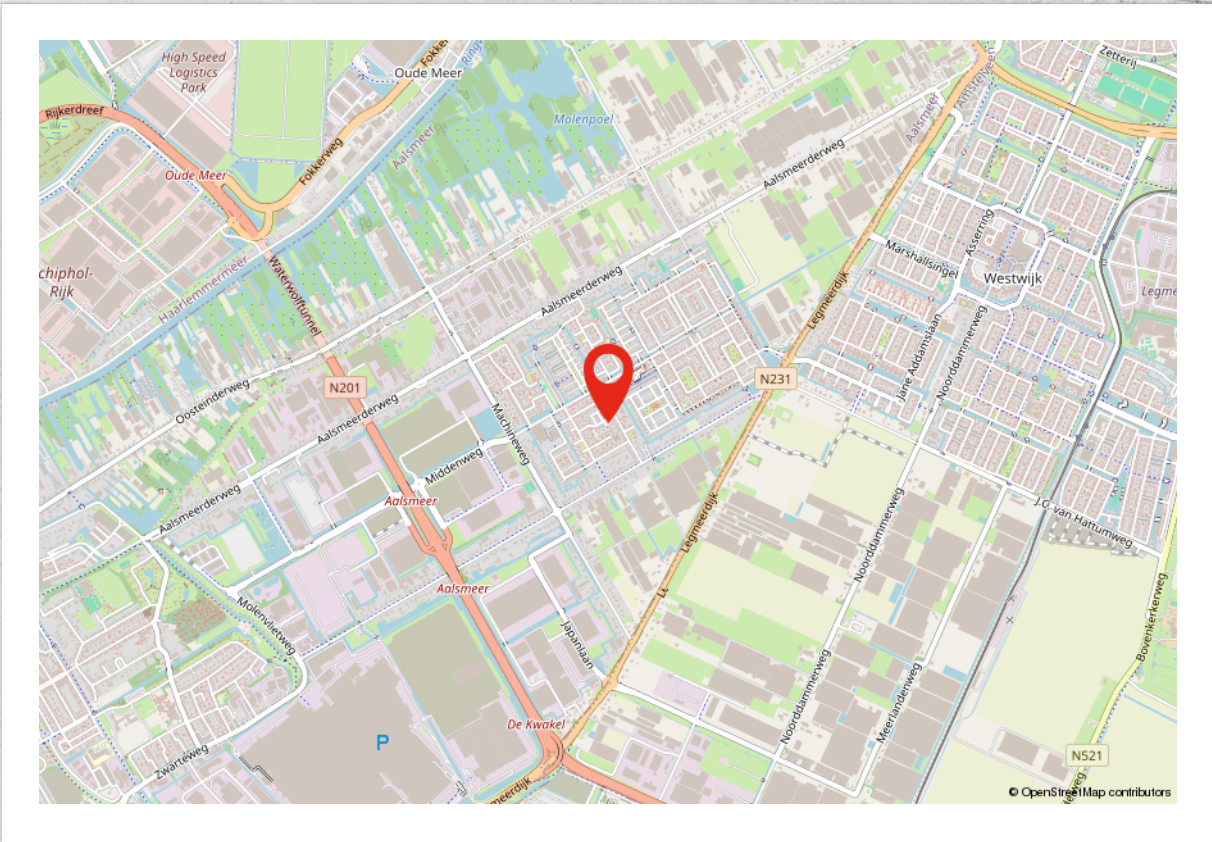 High Speed
Logistics
Park
Oude Meer
Fokkerweg
Zetterij
Rijkerdreef
Amstelveen
Aalsmeer
Molenpoel
Aalsmeer
Oude Meer
Fokkerweg
Aalsmeerderweg
Asserring
Marshallsingel
Westwijk
chiphol-
Rijk
Haarlemmermeer
Waterwolftunnel
Aalsmeerderweg
Legmeerdijk
Legme
Jane Addamslaan
Noorddammerweg
N201
N231
Oosteinderweg
Aalsmeerderweg
Machineweg
Middenweg
Aalsmeer
Aalsmeerderweg
Legmeerdijk
Noorddammerweg
J.C. van Hattumweg
Aalsmeer
Molenvlietweg
Japanlaan
Bovenkerkerweg
Noorddammerweg
Meerlandenweg
De Kwakel
P
Zwarteweg
meerdijk
N521
© OpenStreetMap contributors